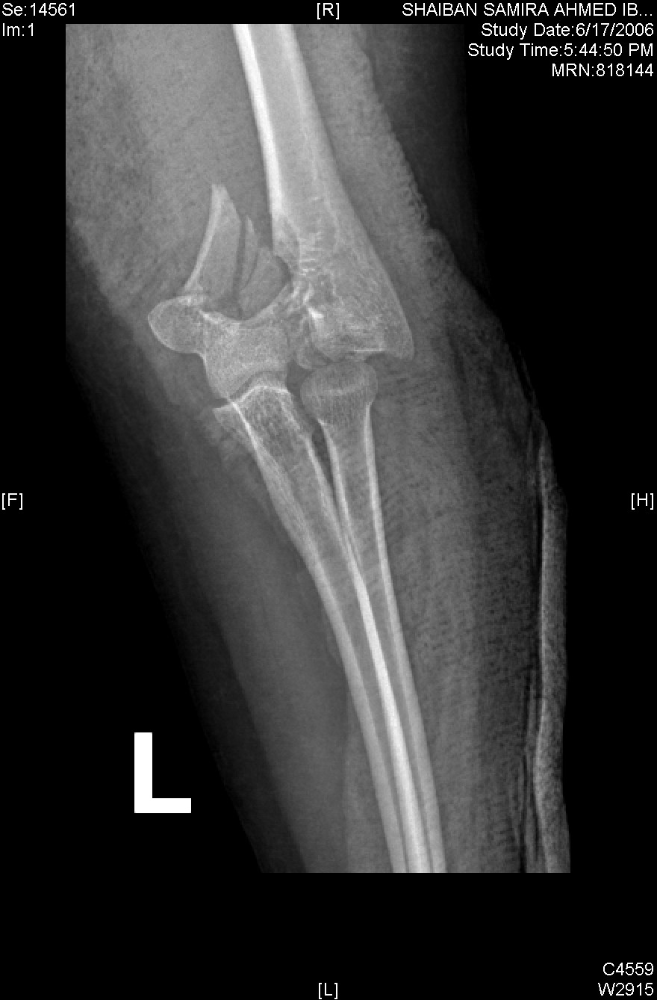 Se:14561
[R]
SHAIBAN SAMIRA AHMED IB...
Im:1
Study Date:6/17/2006
Study Time:5:44:50 PM
MRN:818144
[F]
[H]
L
C4559
[L]
W2915